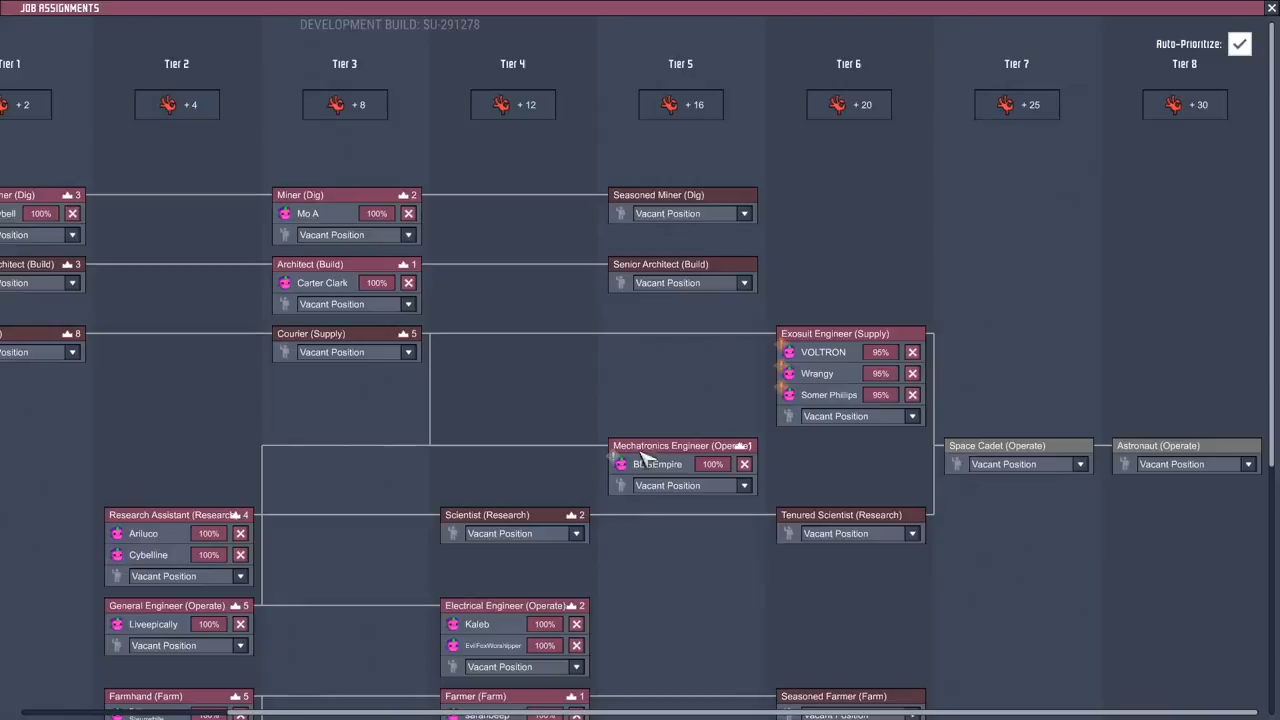 JOB ASSIGNMENTS
DEVELOPMENT BUILD: SU-291278
Auto-Prioritize:
Tier 1
Tier 2
Tier 3
Tier 4
Tier 5
Tier 6
Tier 7
Tier 8
+ 2
+ 4
+ 8
+ 12
+ 16
+ 20
+ 25
+ 30
(Dig) 3
Miner (Dig) 2
Seasoned Miner (Dig)
100%
Mo A 100%
Vacant Position
Vacant Position
(Build) 3
Architect (Build) 1
Senior Architect (Build)
Carter Clark 100%
Vacant Position
Vacant Position
8
Courier (Supply) 5
Exosuit Engineer (Supply)
Vacant Position
VOLTRON 95%
Wrangy 95%
Somer Phillips 95%
Vacant Position
Mechatronics Engineer 1
Space Cadet (Operate)
Astronaut (Operate)
100%
Vacant Position
Vacant Position
Vacant Position
Research Assistant 4
Scientist (Research) 2
Tenured Scientist (Research)
Ariluco 100%
Vacant Position
Vacant Position
Cybelline 100%
Vacant Position
General Engineer (Operate) 5
Electrical Engineer (Operate) 2
Liveepically 100%
Kaleb 100%
Vacant Position
EvilFoxWorshipper 100%
Vacant Position
Farmhand (Farm) 5
Farmer (Farm) 1
Seasoned Farmer (Farm)